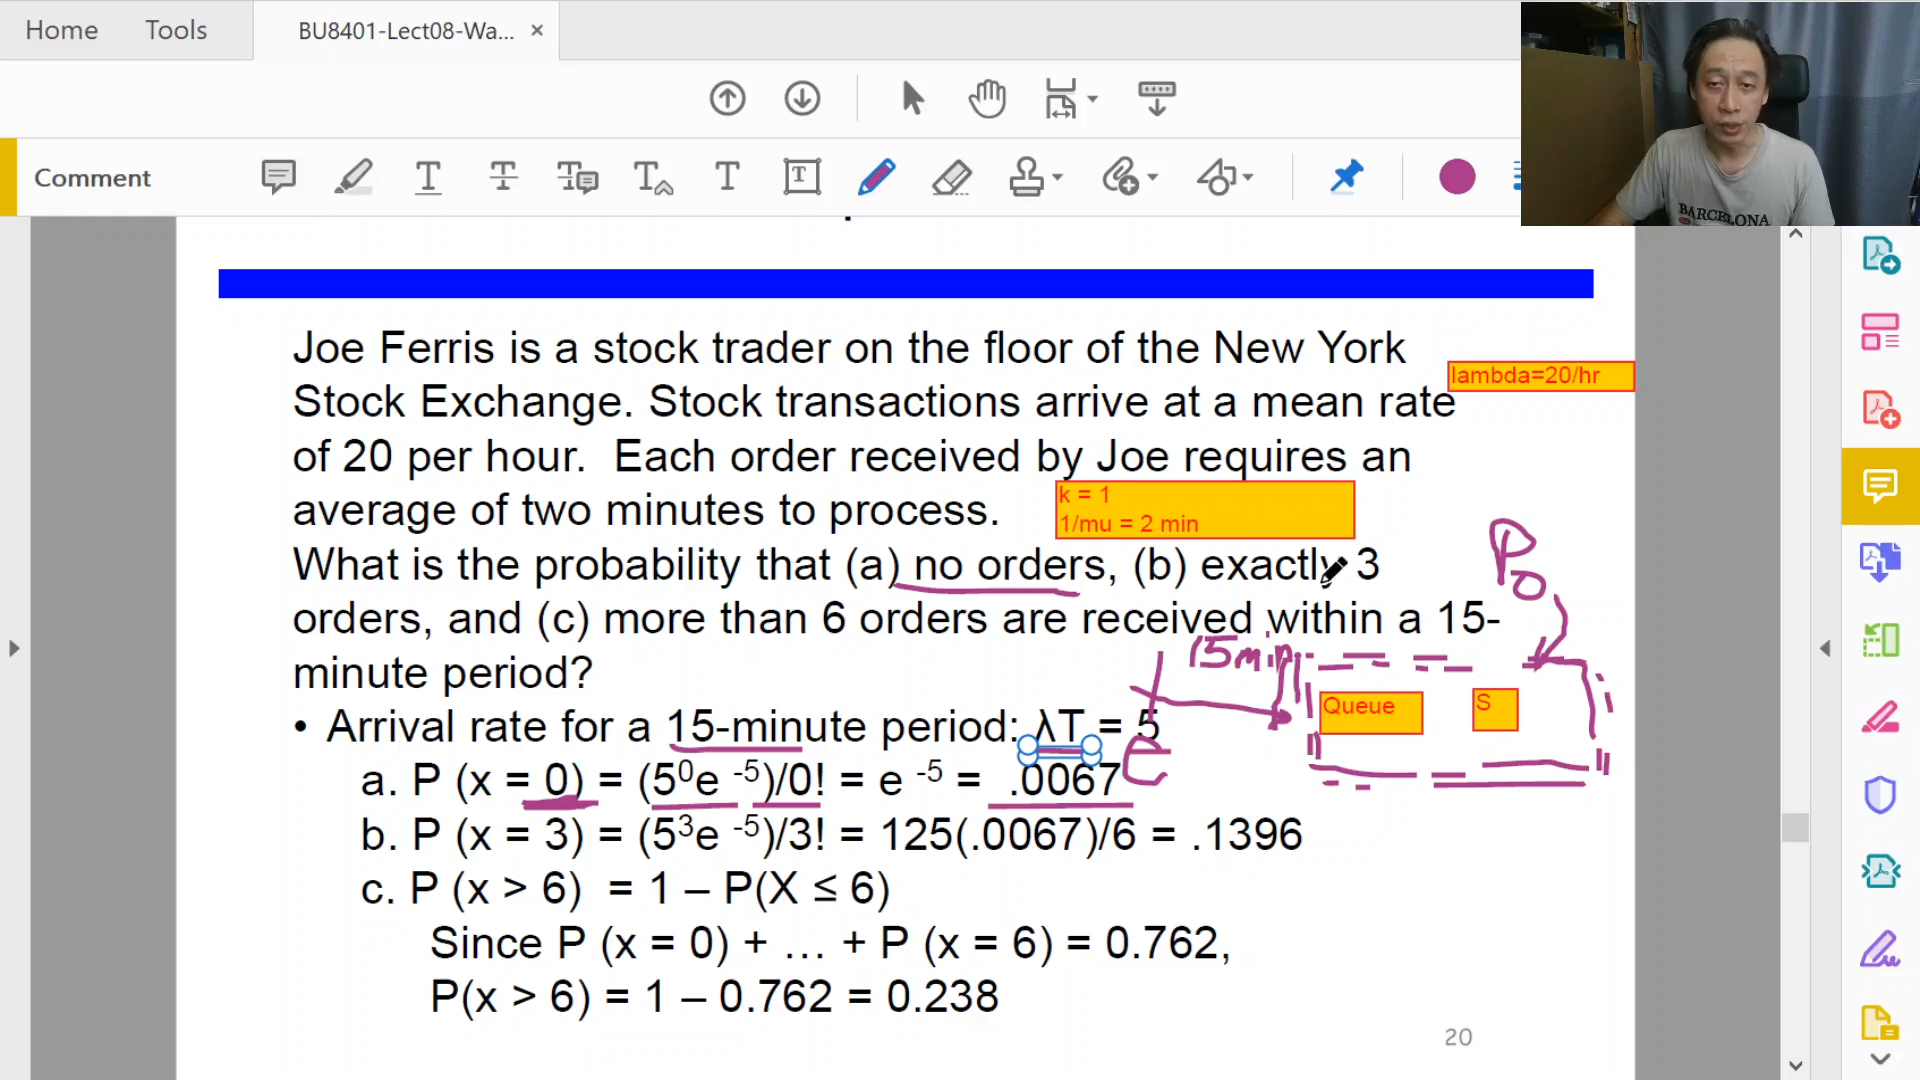 Home Tools BU8401-Lect08-Wa... ×
Comment
BARCELONA
Joe Ferris is a stock trader on the floor of the New York
lambda=20/hr
Stock Exchange. Stock transactions arrive at a mean rate
of 20 per hour. Each order received by Joe requires an
average of two minutes to process.
k = 1
1/mu = 2 min
What is the probability that (a) no orders, (b) exactly 3
P0
orders, and (c) more than 6 orders are received within a 15-
minute period?
15min
Queue
S
• Arrival rate for a 15-minute period: λT = 5
e
a. P (x = 0) = (5⁰e ⁻⁵)/0! = e ⁻⁵ = .0067
b. P (x = 3) = (5³e ⁻⁵)/3! = 125(.0067)/6 = .1396
c. P (x > 6) = 1 – P(X ≤ 6)
Since P (x = 0) + … + P (x = 6) = 0.762,
P(x > 6) = 1 – 0.762 = 0.238
20